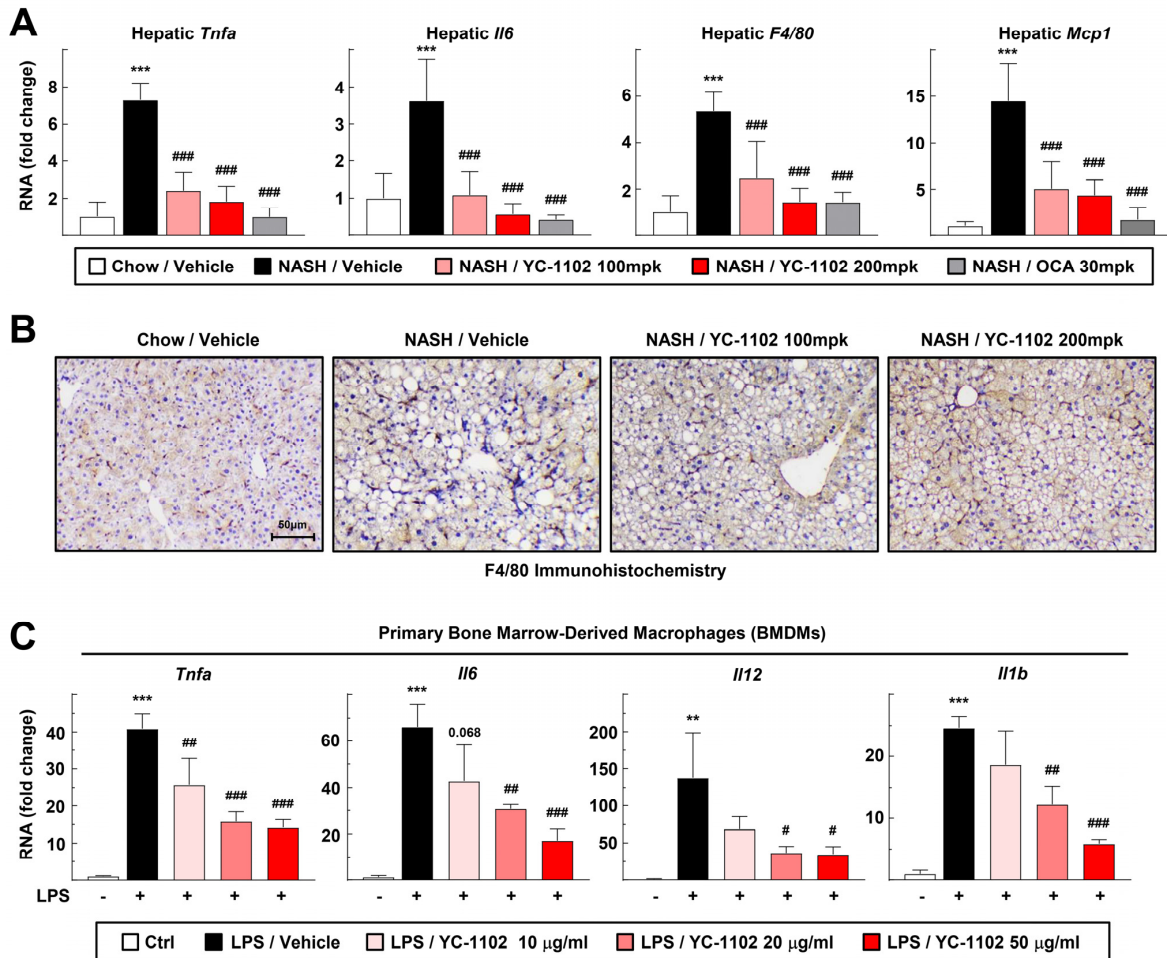 A
Hepatic Tnfa
Hepatic Il6
Hepatic F4/80
Hepatic Mcp1
RNA (fold change)
8
6
4
2
***
###
###
###
4
3
2
1
***
###
###
###
6
4
2
***
###
###
###
15
10
5
***
###
###
###
Chow / Vehicle NASH / Vehicle NASH / YC-1102 100mpk NASH / YC-1102 200mpk NASH / OCA 30mpk
B
Chow / Vehicle
NASH / Vehicle
NASH / YC-1102 100mpk
NASH / YC-1102 200mpk
50µm
F4/80 Immunohistochemistry
C
Primary Bone Marrow-Derived Macrophages (BMDMs)
Tnfa
Il6
Il12
Il1b
RNA (fold change)
40
30
20
10
***
##
###
###
60
40
20
***
0.068
##
###
200
150
100
50
**
#
#
20
10
***
##
###
LPS - + + + + - + + + + - + + + + - + + + +
Ctrl LPS / Vehicle LPS / YC-1102 10 µg/ml LPS / YC-1102 20 µg/ml LPS / YC-1102 50 µg/ml